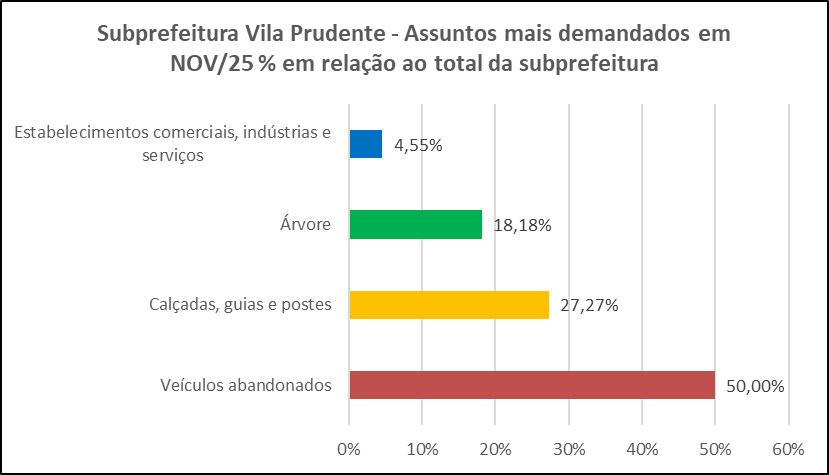 Subprefeitura Vila Prudente - Assuntos mais demandados em
NOV/25 % em relação ao total da subprefeitura
Estabelecimentos comerciais, indústrias e
serviços
4,55%
Árvore
18,18%
Calçadas, guias e postes
27,27%
Veículos abandonados
50,00%
0% 10% 20% 30% 40% 50% 60%